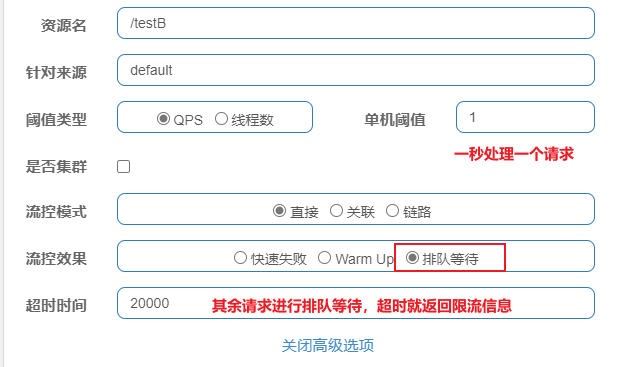 资源名 /testB
针对来源 default
阈值类型 QPS 线程数 单机阈值 1
一秒处理一个请求
是否集群
流控模式 直接 关联 链路
流控效果 快速失败 Warm Up 排队等待
超时时间 20000 其余请求进行排队等待，超时就返回限流信息
关闭高级选项